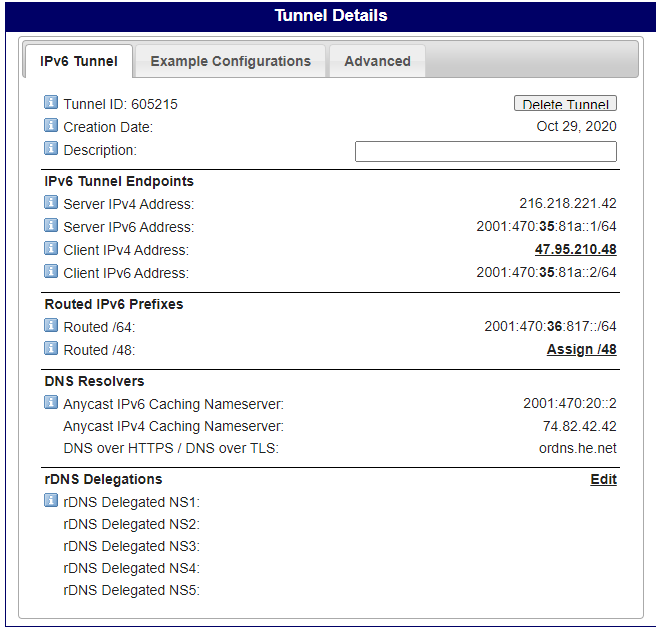 Tunnel Details
IPv6 Tunnel Example Configurations Advanced
Tunnel ID: 605215 Delete Tunnel
Creation Date: Oct 29, 2020
Description:
IPv6 Tunnel Endpoints
Server IPv4 Address: 216.218.221.42
Server IPv6 Address: 2001:470:35:81a::1/64
Client IPv4 Address: 47.95.210.48
Client IPv6 Address: 2001:470:35:81a::2/64
Routed IPv6 Prefixes
Routed /64: 2001:470:36:817::/64
Routed /48: Assign /48
DNS Resolvers
Anycast IPv6 Caching Nameserver: 2001:470:20::2
Anycast IPv4 Caching Nameserver: 74.82.42.42
DNS over HTTPS / DNS over TLS: ordns.he.net
rDNS Delegations Edit
rDNS Delegated NS1:
rDNS Delegated NS2:
rDNS Delegated NS3:
rDNS Delegated NS4:
rDNS Delegated NS5: